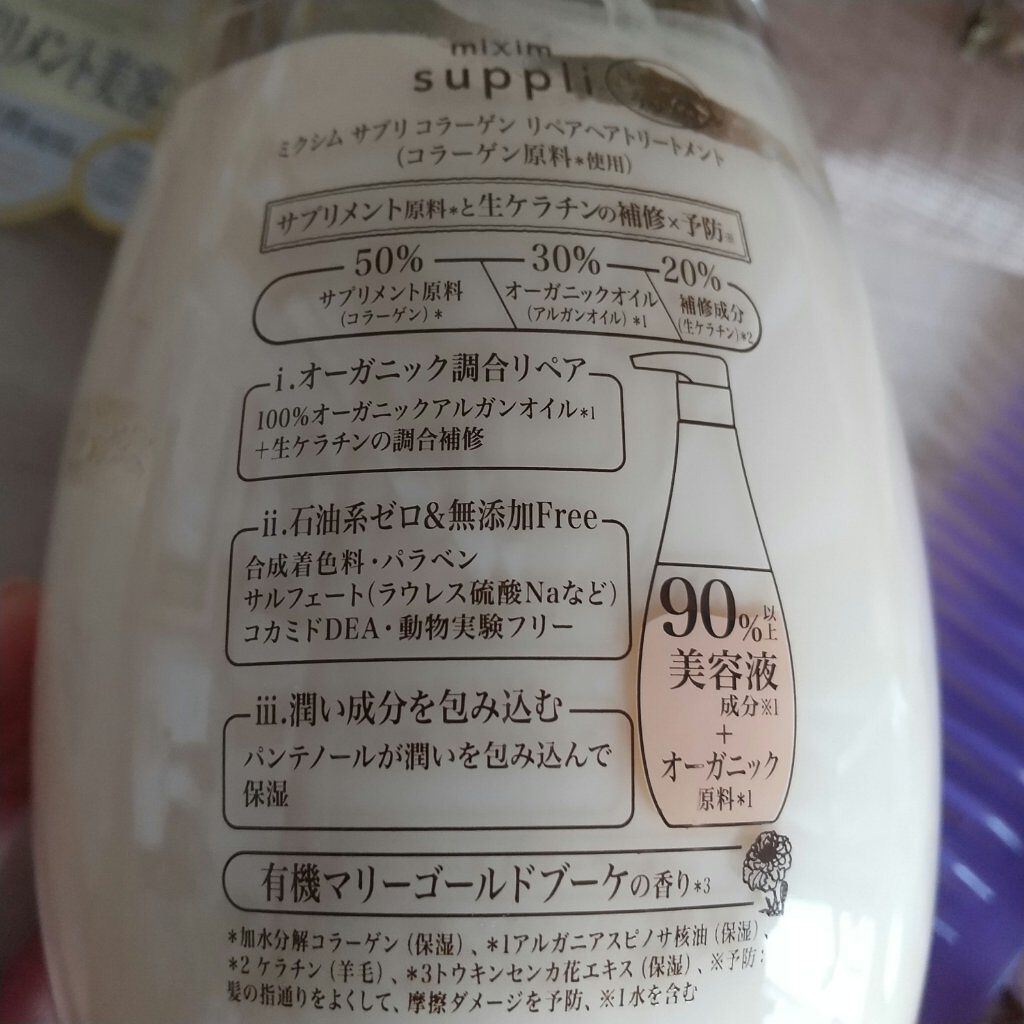 リメント美容
mixim
suppli
ミクシム サプリ コラーゲン リペアヘアトリートメント
(コラーゲン原料*使用)
サプリメント原料*と生ケラチンの補修×予防※
50% 30% 20%
サプリメント原料
(コラーゲン)*
オーガニックオイル
(アルガンオイル)*1
補修成分
(生ケラチン)*2
i.オーガニック調合リペア
100%オーガニックアルガンオイル*1
+生ケラチンの調合補修
ii.石油系ゼロ&無添加Free
合成着色料・パラベン
サルフェート(ラウレス硫酸Naなど)
コカミドDEA・動物実験フリー
iii.潤い成分を包み込む
パンテノールが潤いを包み込んで
保湿
90%以上
美容液
成分※1
+
オーガニック
原料*1
有機マリーゴールドブーケの香り*3
*加水分解コラーゲン(保湿)、*1アルガニアスピノサ核油(保湿)、
*2 ケラチン(羊毛)、*3トウキンセンカ花エキス(保湿)、※予防:
髪の指通りをよくして、摩擦ダメージを予防、※1水を含む